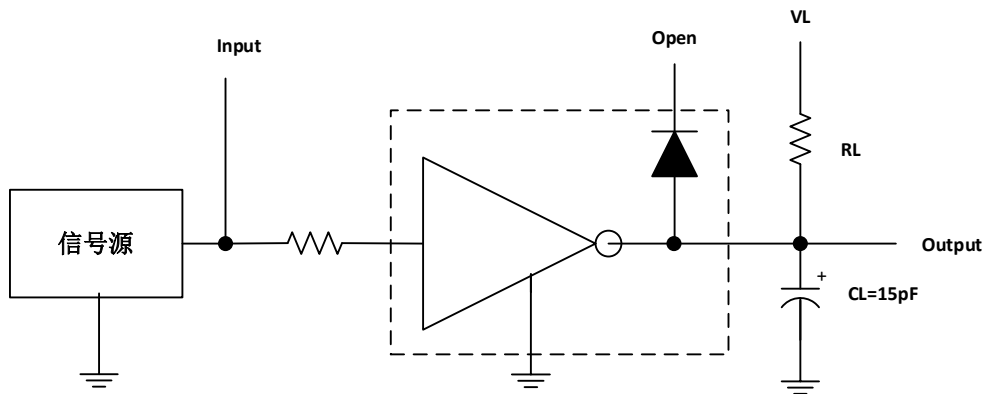 VL
Open
Input
RL
信号源
Output
+
CL=15pF